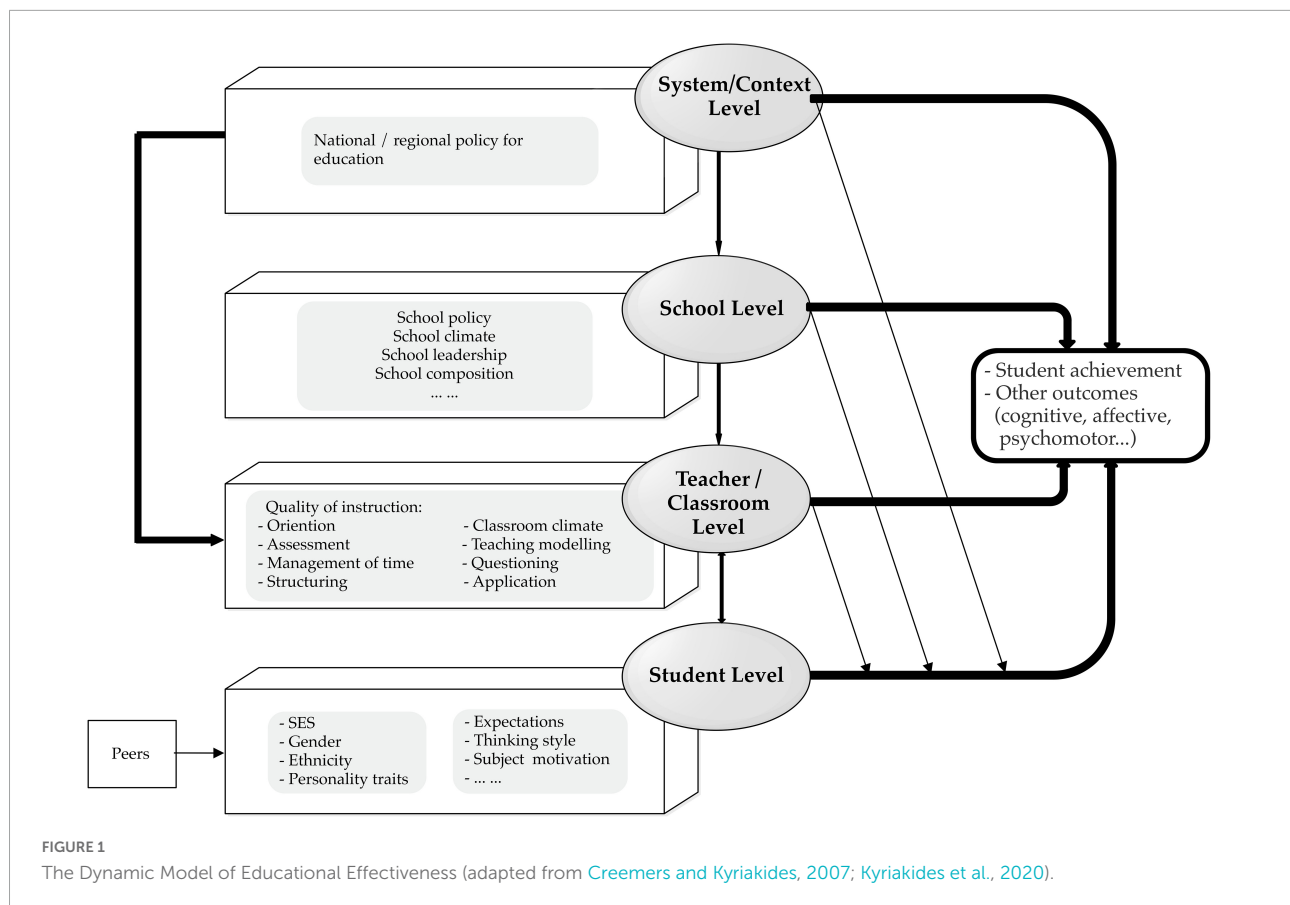 System/Context
Level
National / regional policy for
education
School Level
School policy
School climate
School leadership
School composition
... ...
- Student achievement
- Other outcomes
(cognitive, affective,
psychomotor...)
Teacher /
Classroom
Level
Quality of instruction:
- Oriention
- Assessment
- Management of time
- Structuring
- Classroom climate
- Teaching modelling
- Questioning
- Application
Student Level
Peers
- SES
- Gender
- Ethnicity
- Personality traits
- Expectations
- Thinking style
- Subject motivation
- ... ...
FIGURE 1
The Dynamic Model of Educational Effectiveness (adapted from Creemers and Kyriakides, 2007; Kyriakides et al., 2020).